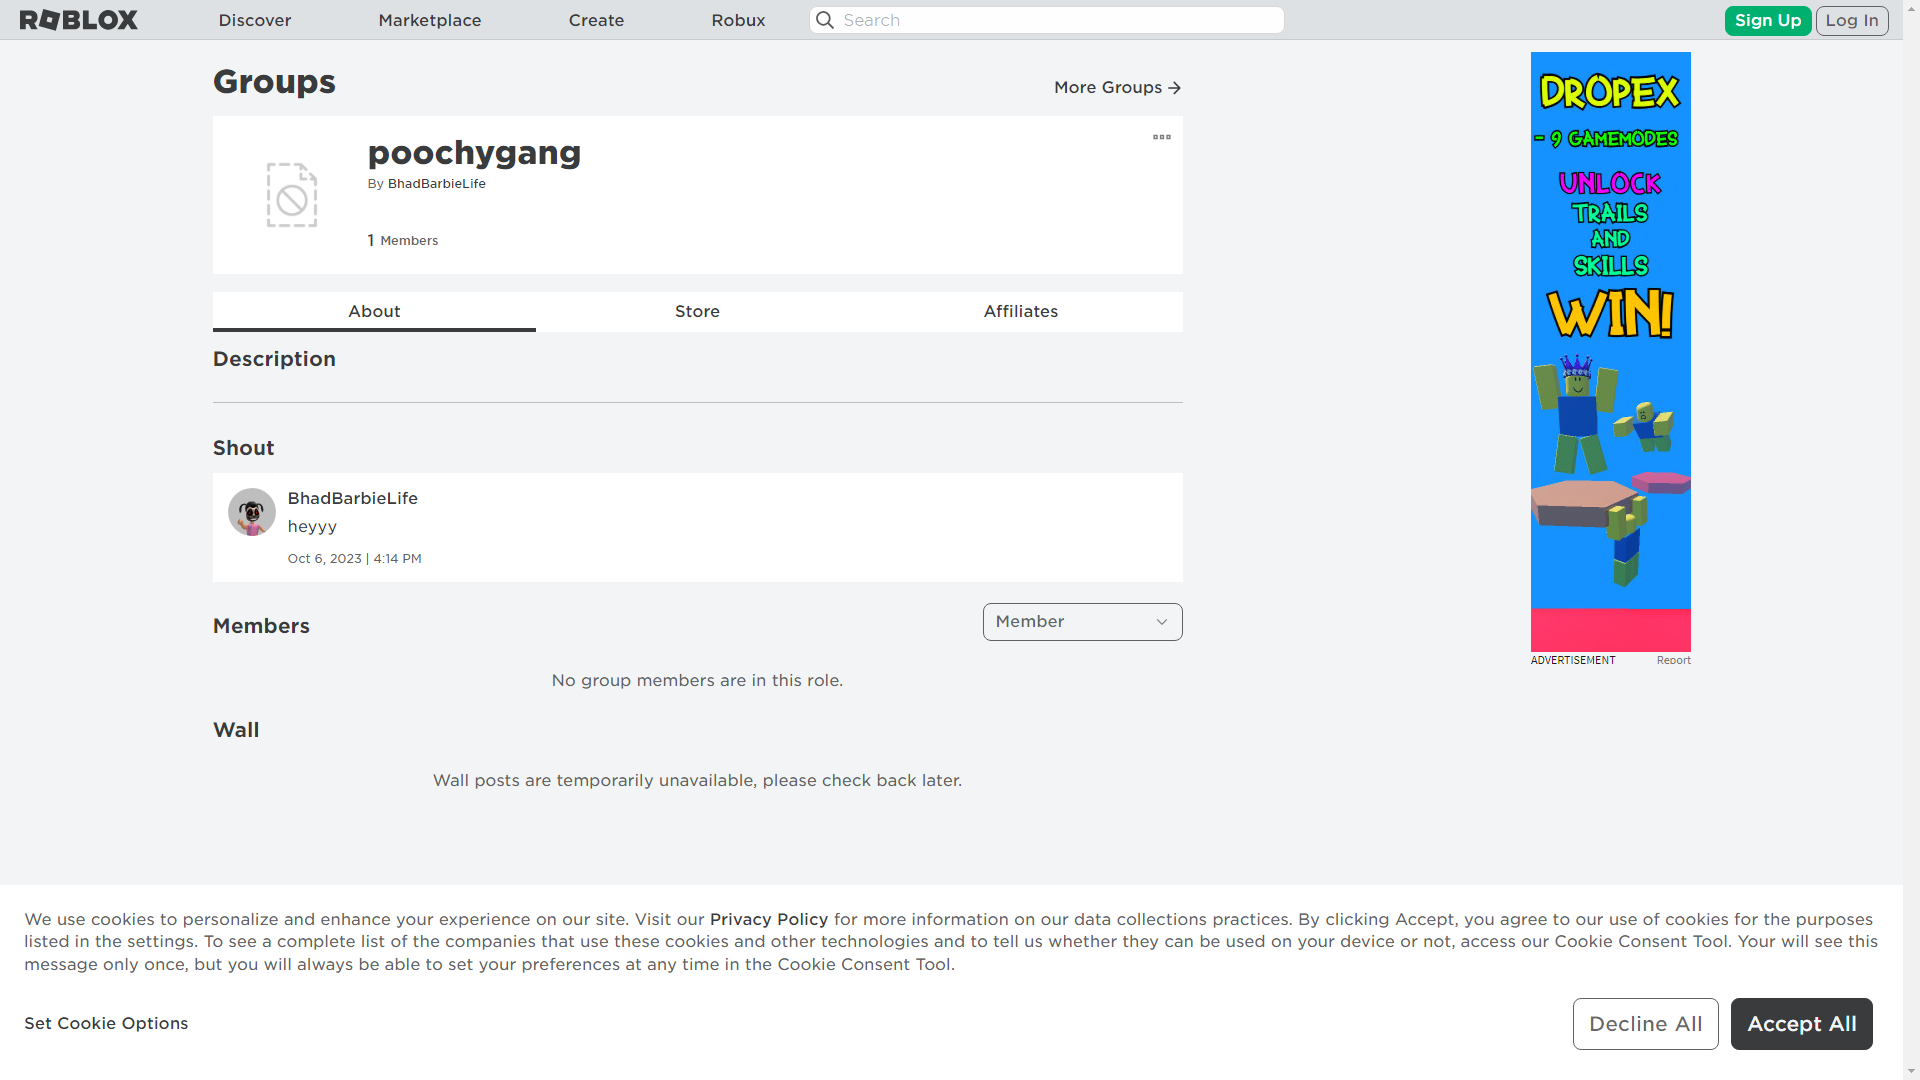 ROBLOX Discover Marketplace Create Robux Search Sign Up Log In
Groups
More Groups
poochygang
By BhadBarbieLife
1 Members
About Store Affiliates
Description
Shout
BhadBarbieLife
heyyy
Oct 6, 2023 | 4:14 PM
Members
Member
No group members are in this role.
Wall
Wall posts are temporarily unavailable, please check back later.
DROPEX
- 9 GAMEMODES
UNLOCK
TRAILS
AND
SKILLS
WIN!
ADVERTISEMENT Report
We use cookies to personalize and enhance your experience on our site. Visit our Privacy Policy for more information on our data collections practices. By clicking Accept, you agree to our use of cookies for the purposes
listed in the settings. To see a complete list of the companies that use these cookies and other technologies and to tell us whether they can be used on your device or not, access our Cookie Consent Tool. Your will see this
message only once, but you will always be able to set your preferences at any time in the Cookie Consent Tool.
Set Cookie Options
Decline All
Accept All